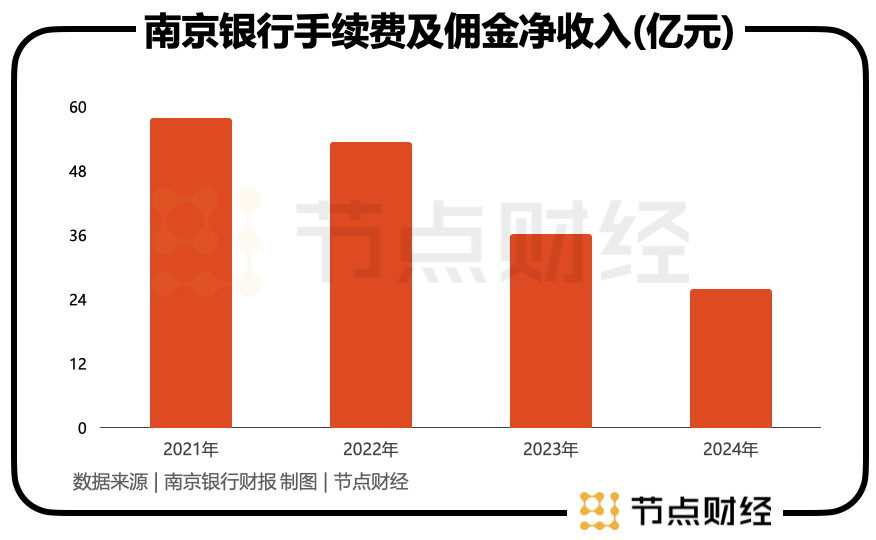 南京银行手续费及佣金净收入(亿元)
60
48
36
24
12
0
节点财经
2021年 2022年 2023年 2024年
数据来源 | 南京银行财报 制图 | 节点财经
节点财经